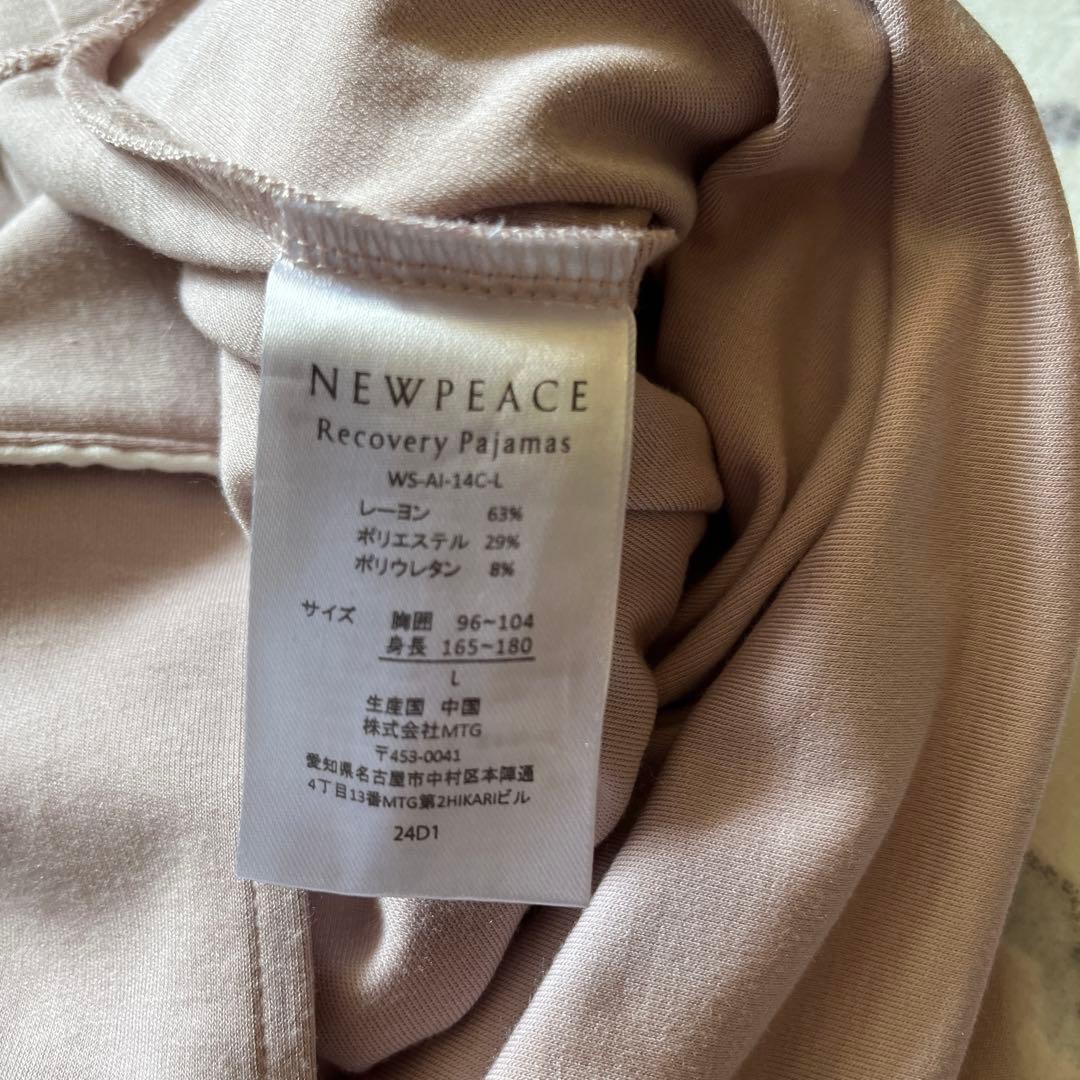 NEWPEACE
Recovery Pajamas
WS-AI-14C-L
レーヨン 63%
ポリエステル 29%
ポリウレタン 8%
サイズ 胸囲 96~104
身長 165~180
L
生産国 中国
株式会社MTG
〒453-0041
愛知県名古屋市中村区本陣通
4丁目13番MTG第2HIKARIビル
24D1